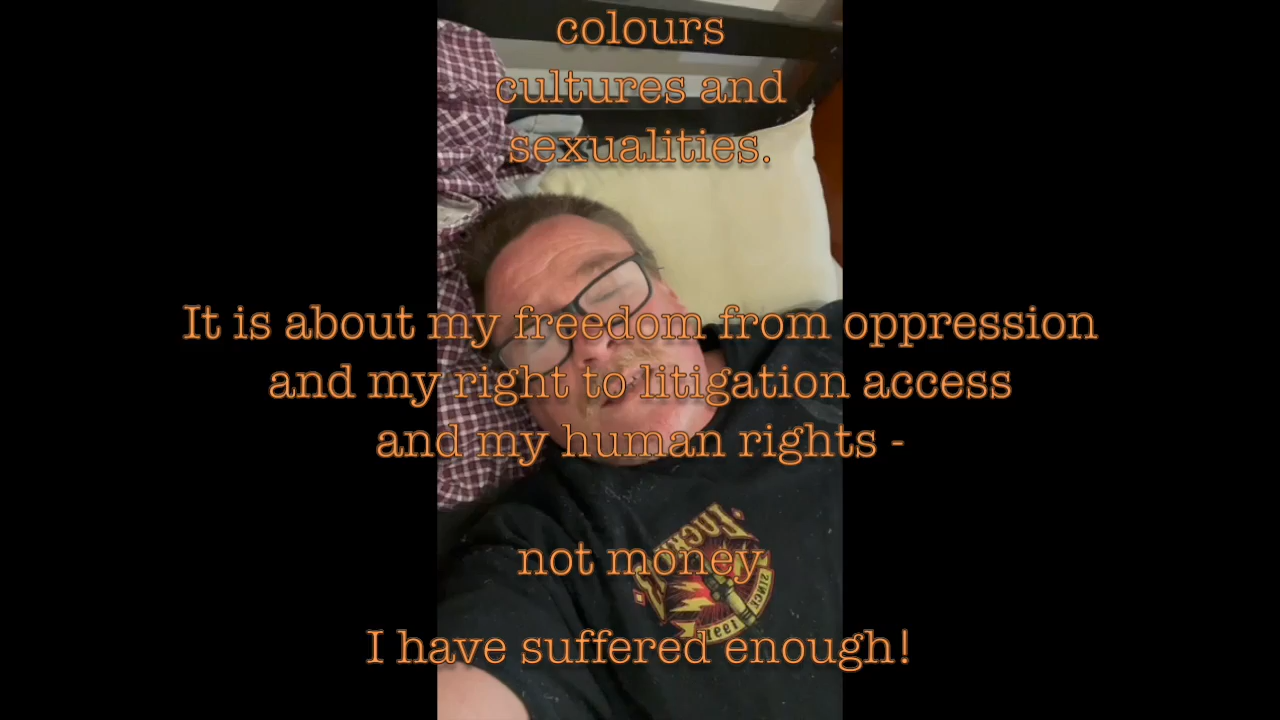 colours
cultures and
sexualities.
It is about my freedom from oppression
and my right to litigation access
and my human rights -
not money
I have suffered enough!
SINCE